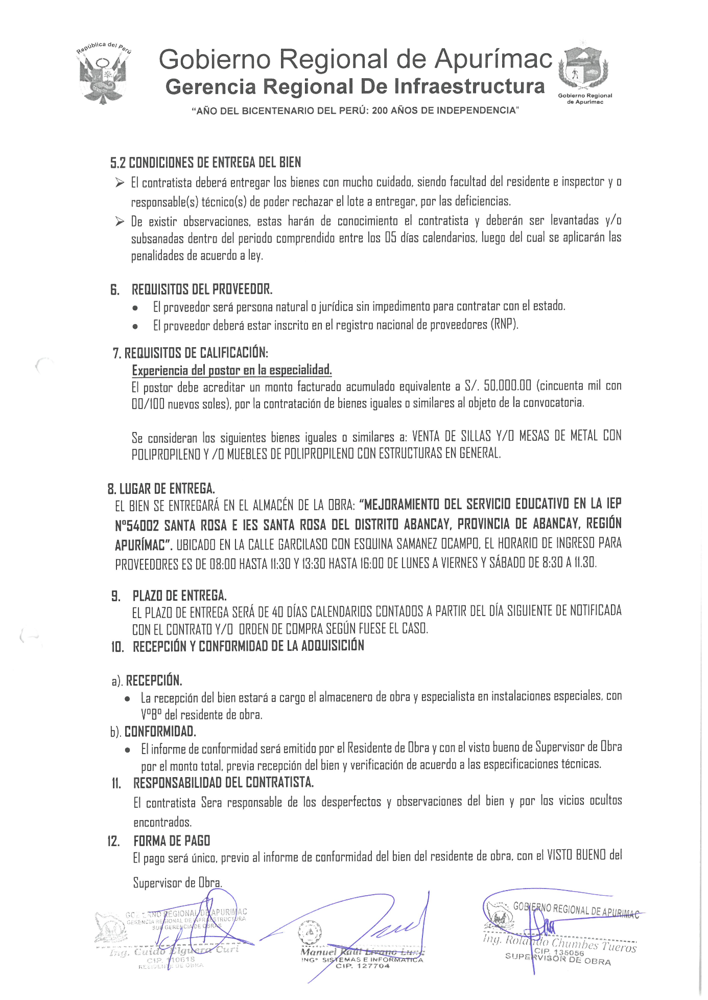 República del Perú
Gobierno Regional de Apurímac
Gerencia Regional De Infraestructura
Gobierno Regional
de Apurímac
“AÑO DEL BICENTENARIO DEL PERÚ: 200 AÑOS DE INDEPENDENCIA”
5.2 CONDICIONES DE ENTREGA DEL BIEN
➢ El contratista deberá entregar los bienes con mucho cuidado, siendo facultad del residente e inspector y o
responsable(s) técnico(s) de poder rechazar el lote a entregar, por las deficiencias.
➢ De existir observaciones, estas harán de conocimiento el contratista y deberán ser levantadas y/o
subsanadas dentro del periodo comprendido entre los 05 días calendarios, luego del cual se aplicarán las
penalidades de acuerdo a ley.
6. REQUISITOS DEL PROVEEDOR.
• El proveedor será persona natural o jurídica sin impedimento para contratar con el estado.
• El proveedor deberá estar inscrito en el registro nacional de proveedores (RNP).
7. REQUISITOS DE CALIFICACIÓN:
Experiencia del postor en la especialidad.
El postor debe acreditar un monto facturado acumulado equivalente a S/. 50,000.00 (cincuenta mil con
00/100 nuevos soles), por la contratación de bienes iguales o similares al objeto de la convocatoria.
Se consideran los siguientes bienes iguales o similares a: VENTA DE SILLAS Y/O MESAS DE METAL CON
POLIPROPILENO Y /O MUEBLES DE POLIPROPILENO CON ESTRUCTURAS EN GENERAL.
8. LUGAR DE ENTREGA.
EL BIEN SE ENTREGARÁ EN EL ALMACÉN DE LA OBRA: “MEJORAMIENTO DEL SERVICIO EDUCATIVO EN LA IEP
N°54002 SANTA ROSA E IES SANTA ROSA DEL DISTRITO ABANCAY, PROVINCIA DE ABANCAY, REGIÓN
APURÍMAC”. UBICADO EN LA CALLE GARCILASO CON ESQUINA SAMANEZ OCAMPO, EL HORARIO DE INGRESO PARA
PROVEEDORES ES DE 08:00 HASTA 11:30 Y 13:30 HASTA 16:00 DE LUNES A VIERNES Y SÁBADO DE 8:30 A 11.30.
9. PLAZO DE ENTREGA.
EL PLAZO DE ENTREGA SERÁ DE 40 DÍAS CALENDARIOS CONTADOS A PARTIR DEL DÍA SIGUIENTE DE NOTIFICADA
CON EL CONTRATO Y/O ORDEN DE COMPRA SEGÚN FUESE EL CASO.
10. RECEPCIÓN Y CONFORMIDAD DE LA ADQUISICIÓN
a). RECEPCIÓN.
• La recepción del bien estará a cargo el almacenero de obra y especialista en instalaciones especiales, con
V°B° del residente de obra.
b). CONFORMIDAD.
• El informe de conformidad será emitido por el Residente de Obra y con el visto bueno de Supervisor de Obra
por el monto total, previa recepción del bien y verificación de acuerdo a las especificaciones técnicas.
11. RESPONSABILIDAD DEL CONTRATISTA.
El contratista Sera responsable de los desperfectos y observaciones del bien y por los vicios ocultos
encontrados.
12. FORMA DE PAGO
El pago será único, previo al informe de conformidad del bien del residente de obra, con el VISTO BUENO del
Supervisor de Obra.
GOBIERNO REGIONAL DE APURIMAC
GERENCIA REGIONAL DE INFRAESTRUCTURA
SUB GERENCIA DE OBRAS
Ing. Guido Elguera Curi
CIP. 110618
RESIDENTE DE OBRA
Manuel Raúl
INGº SISTEMAS E INFORMATICA
CIP. 127704
GOBIERNO REGIONAL DE APURIMAC
Ing. Rolando Chumbes Tueros
CIP. 135056
SUPERVISOR DE OBRA